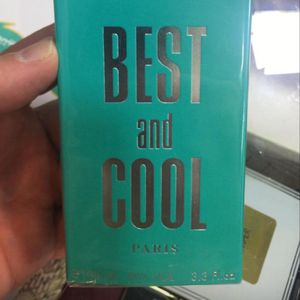 BEST
and
COOL
PARIS
3.3 fl.oz